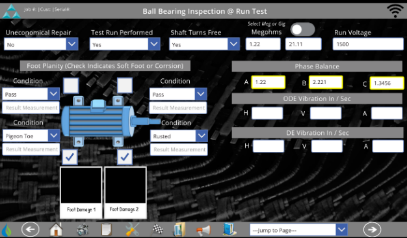 Ball Bearing Inspection @ Run Test
Uneconomical Repair
Test Run Performed
Shaft Turns Free
Select Meg or Gig
Megohms
Run Voltage
No
Yes
Yes
1.22
21.11
1500
Foot Planity (Check Indicates Soft Foot or Corrsion)
Phase Balance
Condition
Condition
A
1.22
B
2.221
C
1.3456
Pass
Pass
Result Measurement
Result Measurement
ODE Vibration In / Sec
Condition
Condition
H
V
A
Pigeon Toe
Rusted
DE Vibration In / Sec
Result Measurement
Result Measurement
H
V
A
Foot Damage 1
Foot Damage 2
---Jump to Page---